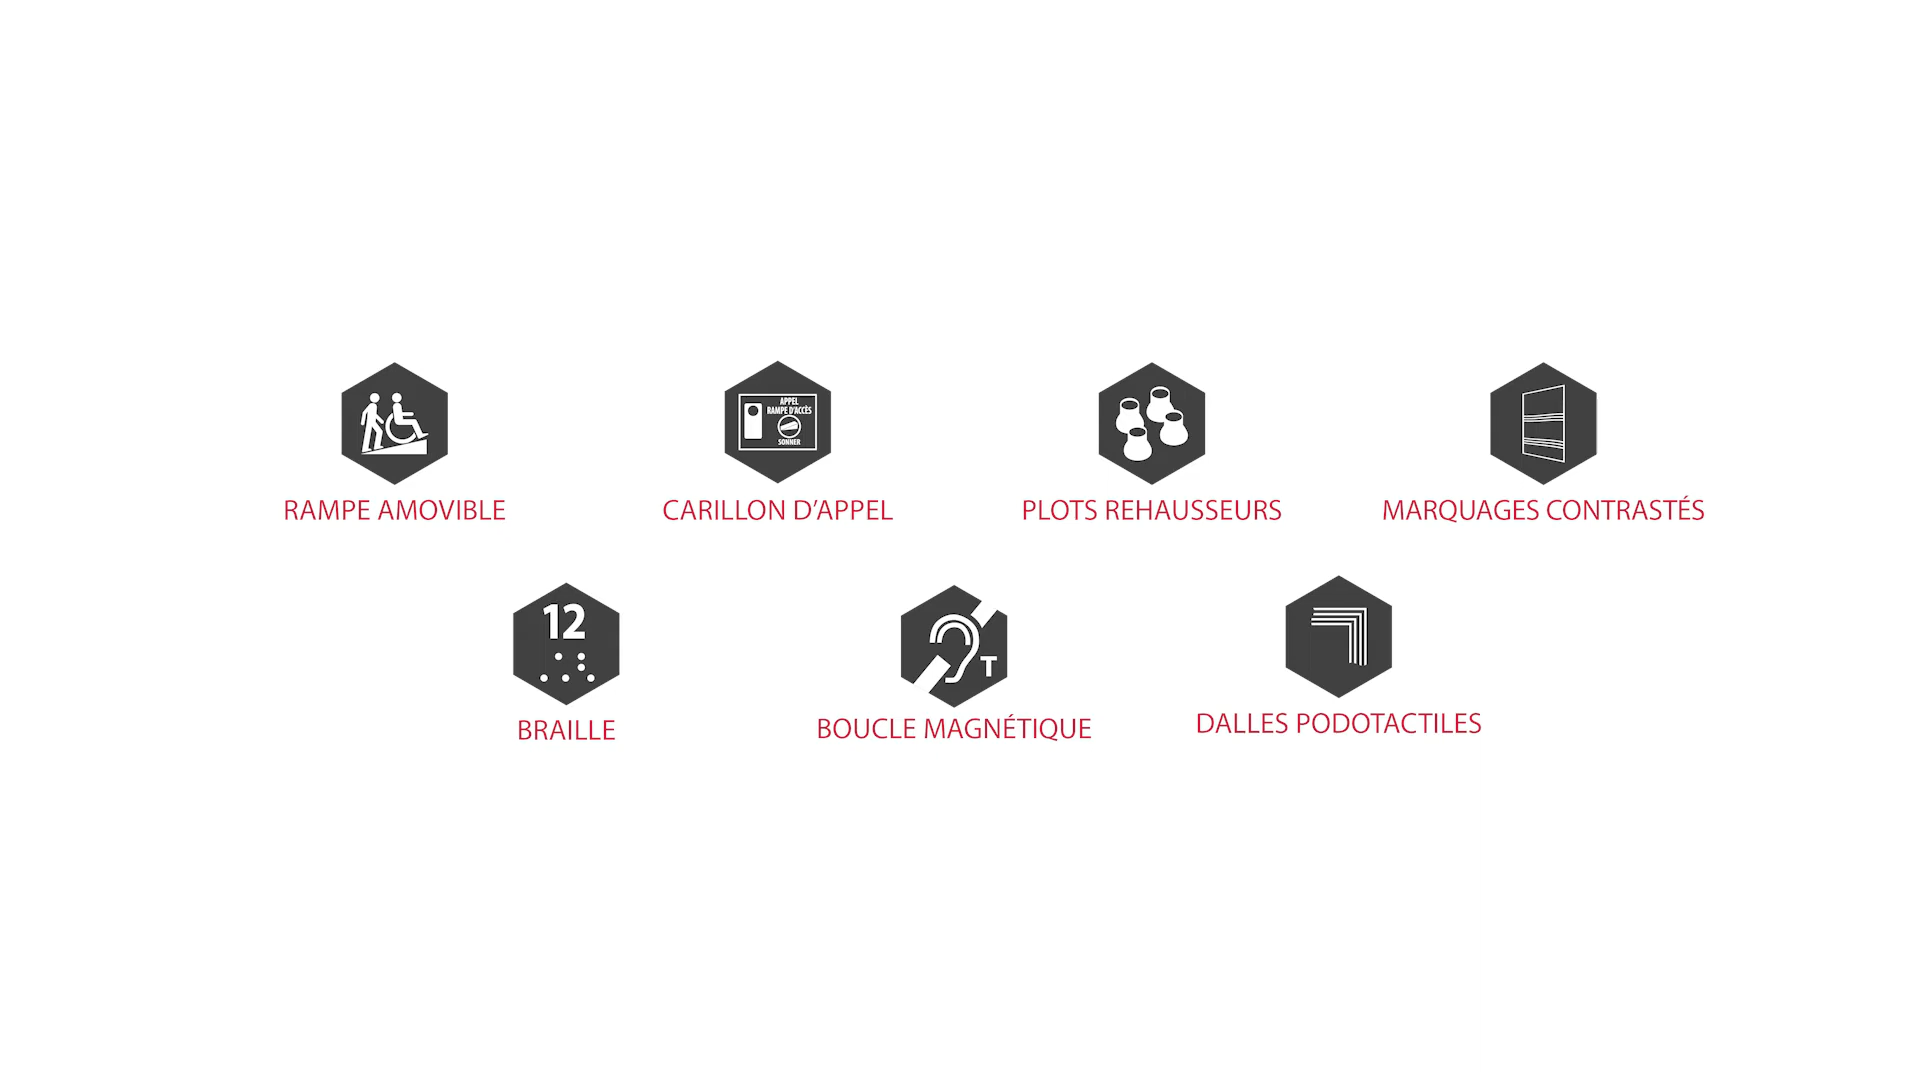 APPEL
RAMPE D'ACCÈS
SONNER
RAMPE AMOVIBLE
CARILLON D'APPEL
PLOTS REHAUSSEURS
MARQUAGES CONTRASTÉS
12
T
BRAILLE
BOUCLE MAGNÉTIQUE
DALLES PODOTACTILES